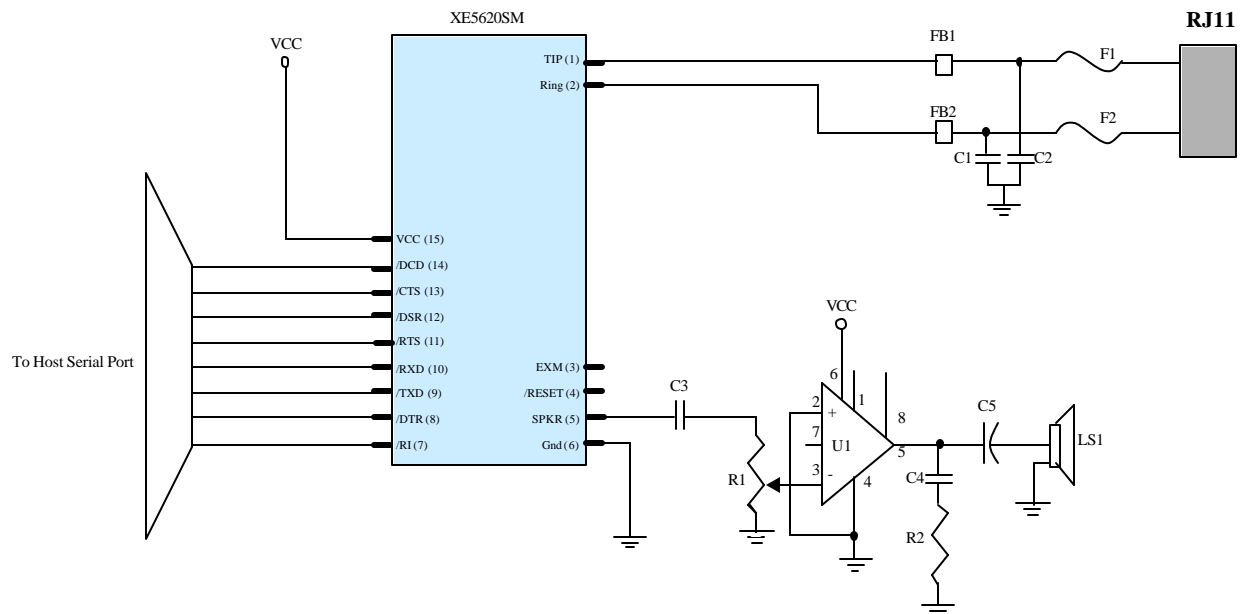 XE5620SM
RJ11
VCC
TIP (1)
Ring (2)
FB1
F1
FB2
F2
C1
C2
VCC (15)
/DCD (14)
/CTS (13)
/DSR (12)
/RTS (11)
/RXD (10)
/TXD (9)
/DTR (8)
/RI (7)
To Host Serial Port
EXM (3)
/RESET (4)
SPKR (5)
Gnd (6)
C3
R1
VCC
6
1
2
+
8
7
U1
5
3
-
4
C5
LS1
C4
R2